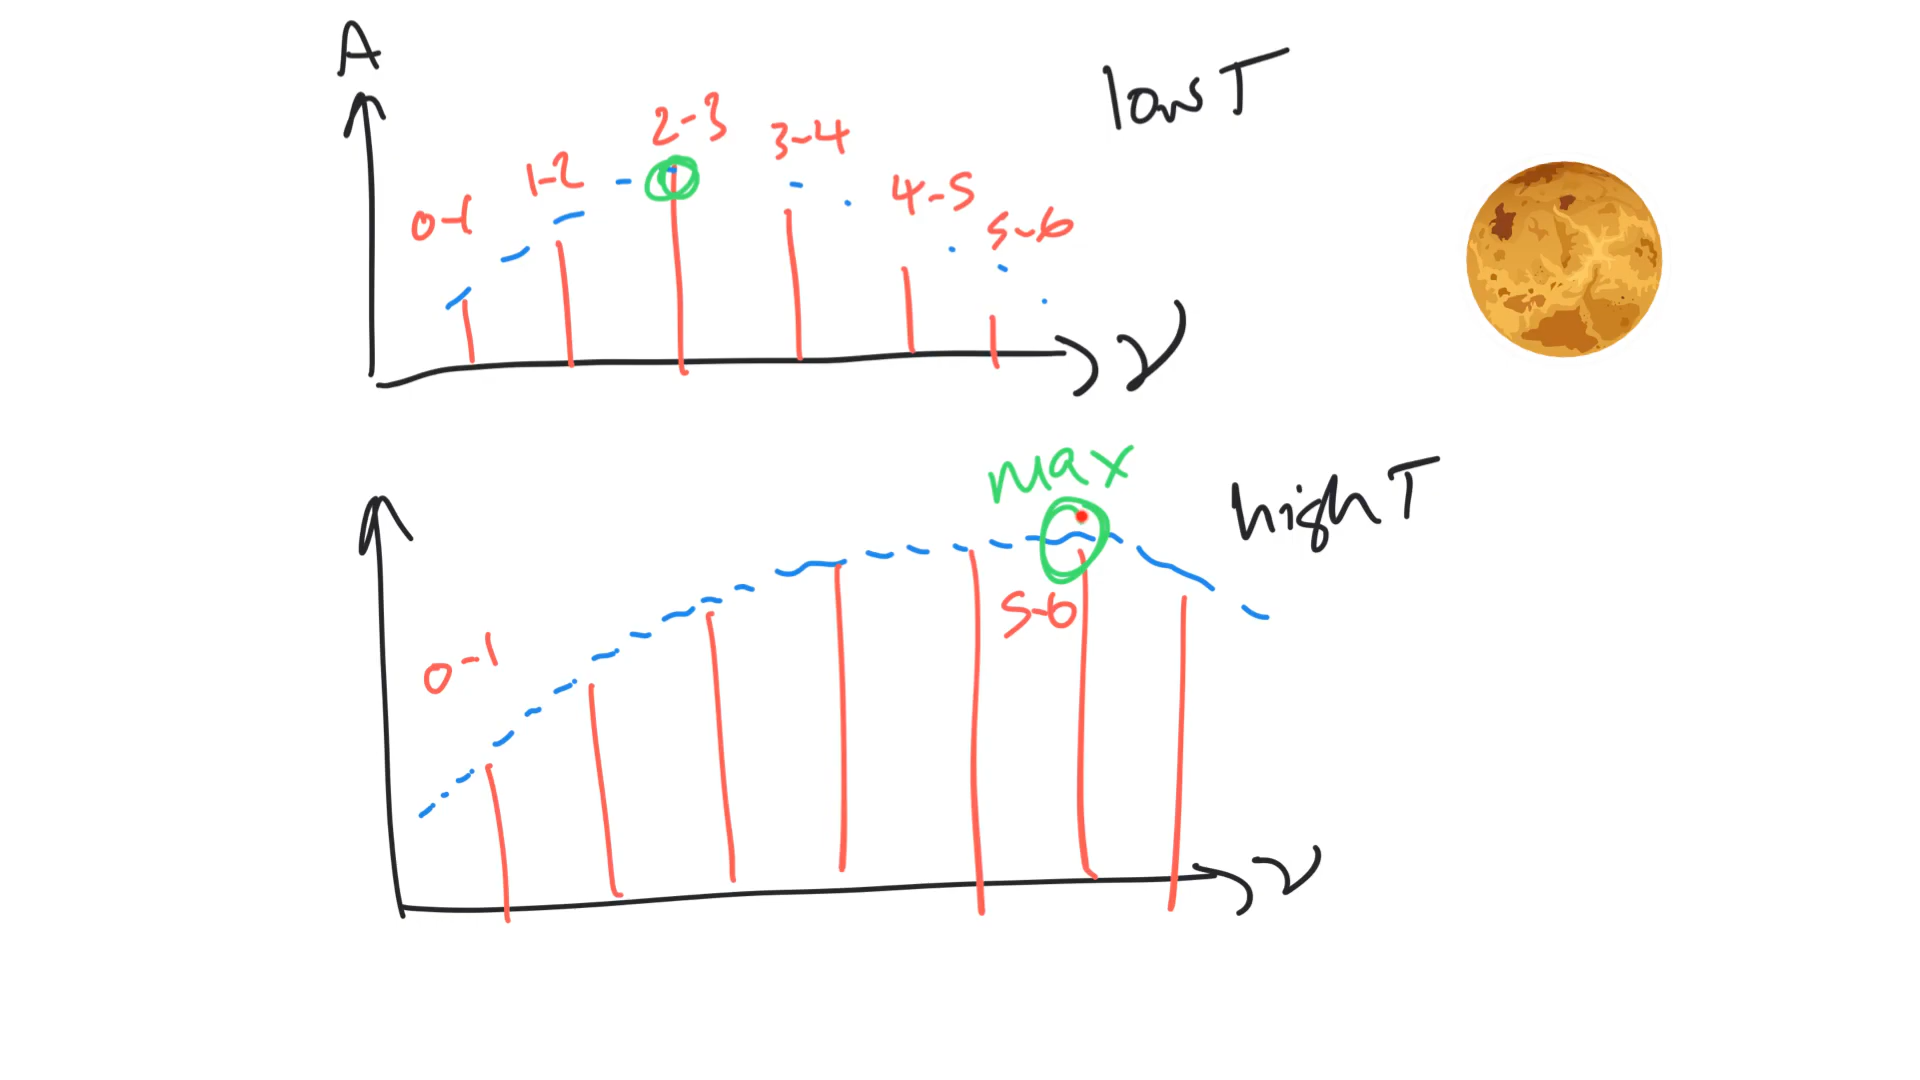 A
low T
0-1
1-2
2-3
3-4
4-5
5-6
ν
max
high T
0-1
5-6
ν